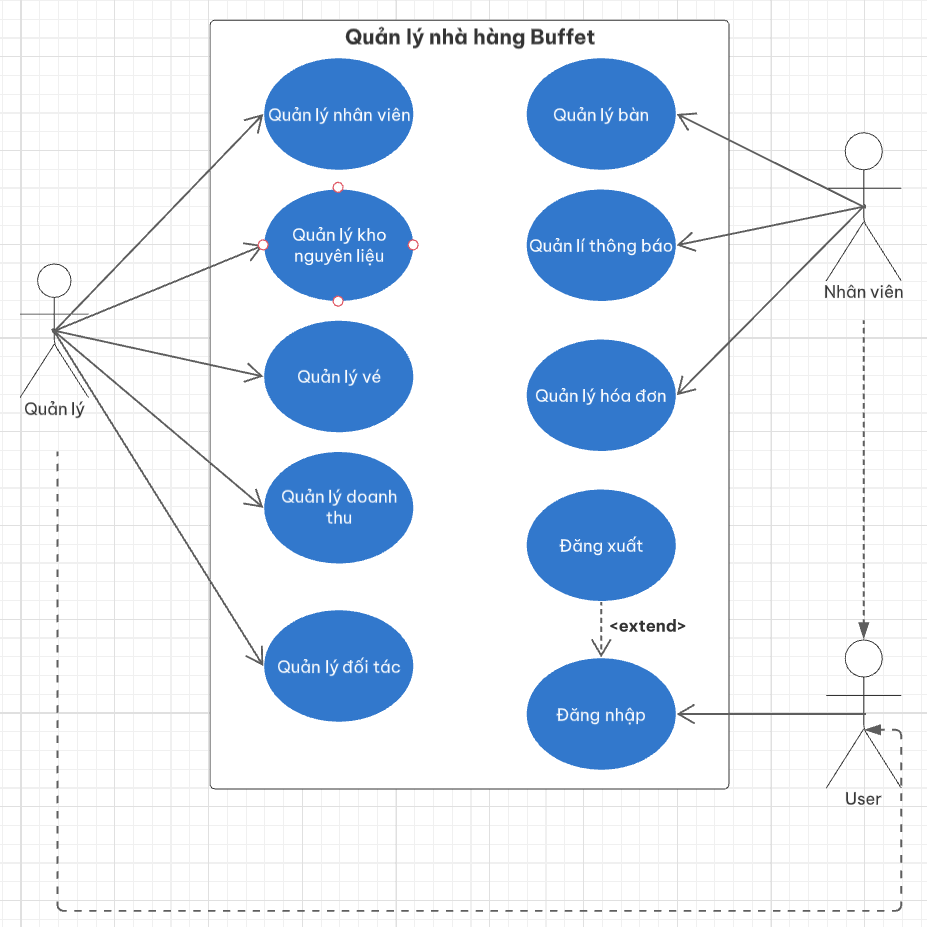 Quản lý nhà hàng Buffet
Quản lý nhân viên
Quản lý bàn
Quản lý kho
nguyên liệu
Quản lí thông báo
Nhân viên
Quản lý vé
Quản lý hóa đơn
Quản lý
Quản lý doanh
thu
Đăng xuất
<extend>
Quản lý đối tác
Đăng nhập
User